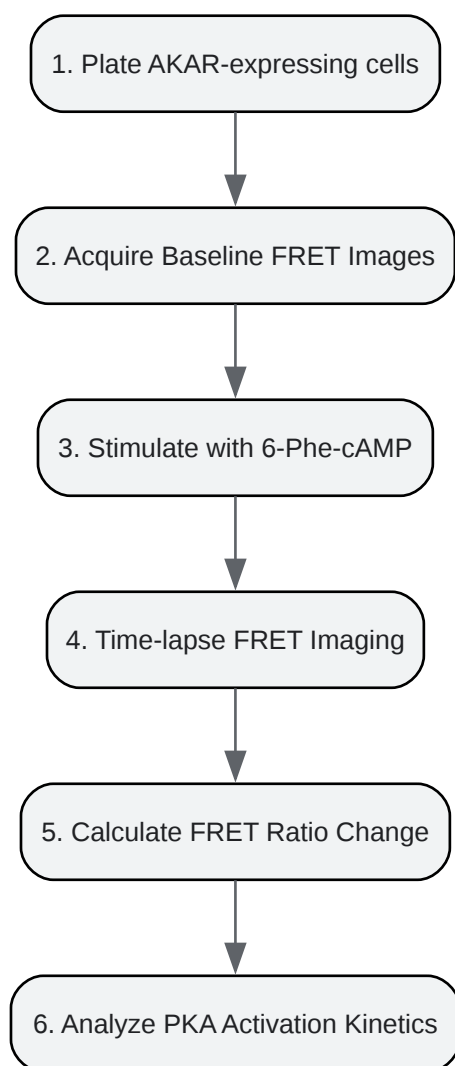 1. Plate AKAR-expressing cells
2. Acquire Baseline FRET Images
3. Stimulate with 6-Phe-cAMP
4. Time-lapse FRET Imaging
5. Calculate FRET Ratio Change
6. Analyze PKA Activation Kinetics